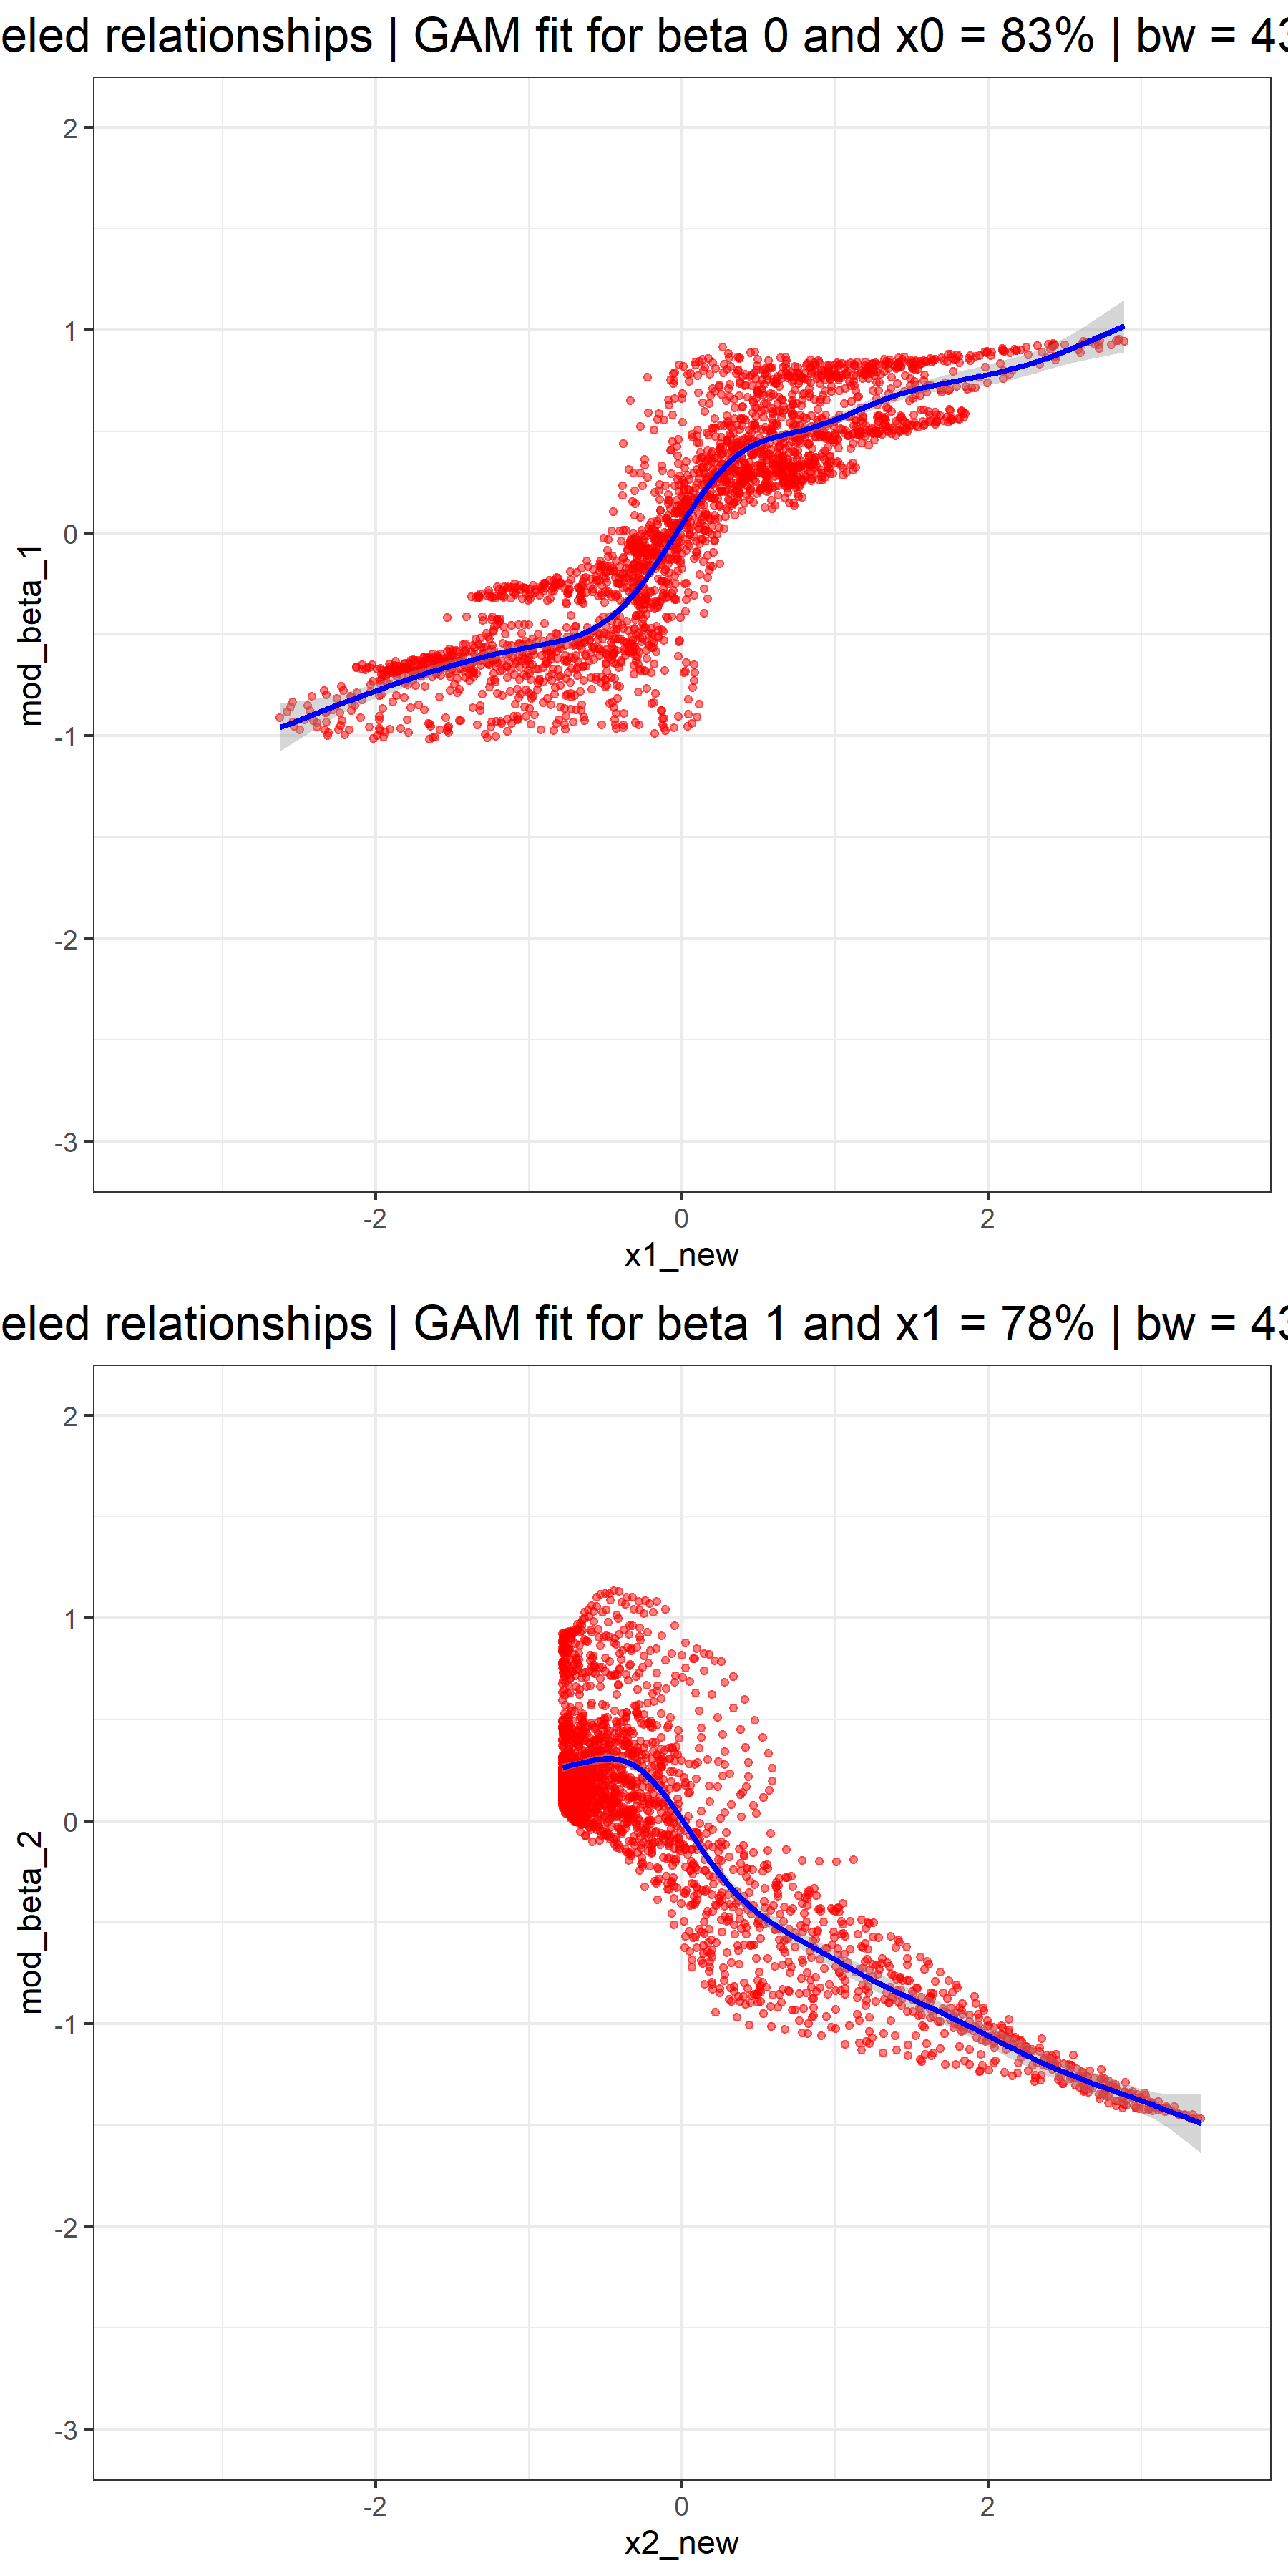 eled relationships | GAM fit for beta 0 and x0 = 83% | bw = 43
2
1
0
-1
-2
-3
mod_beta_1
-2 0 2
x1_new
eled relationships | GAM fit for beta 1 and x1 = 78% | bw = 43
2
1
0
-1
-2
-3
mod_beta_2
-2 0 2
x2_new